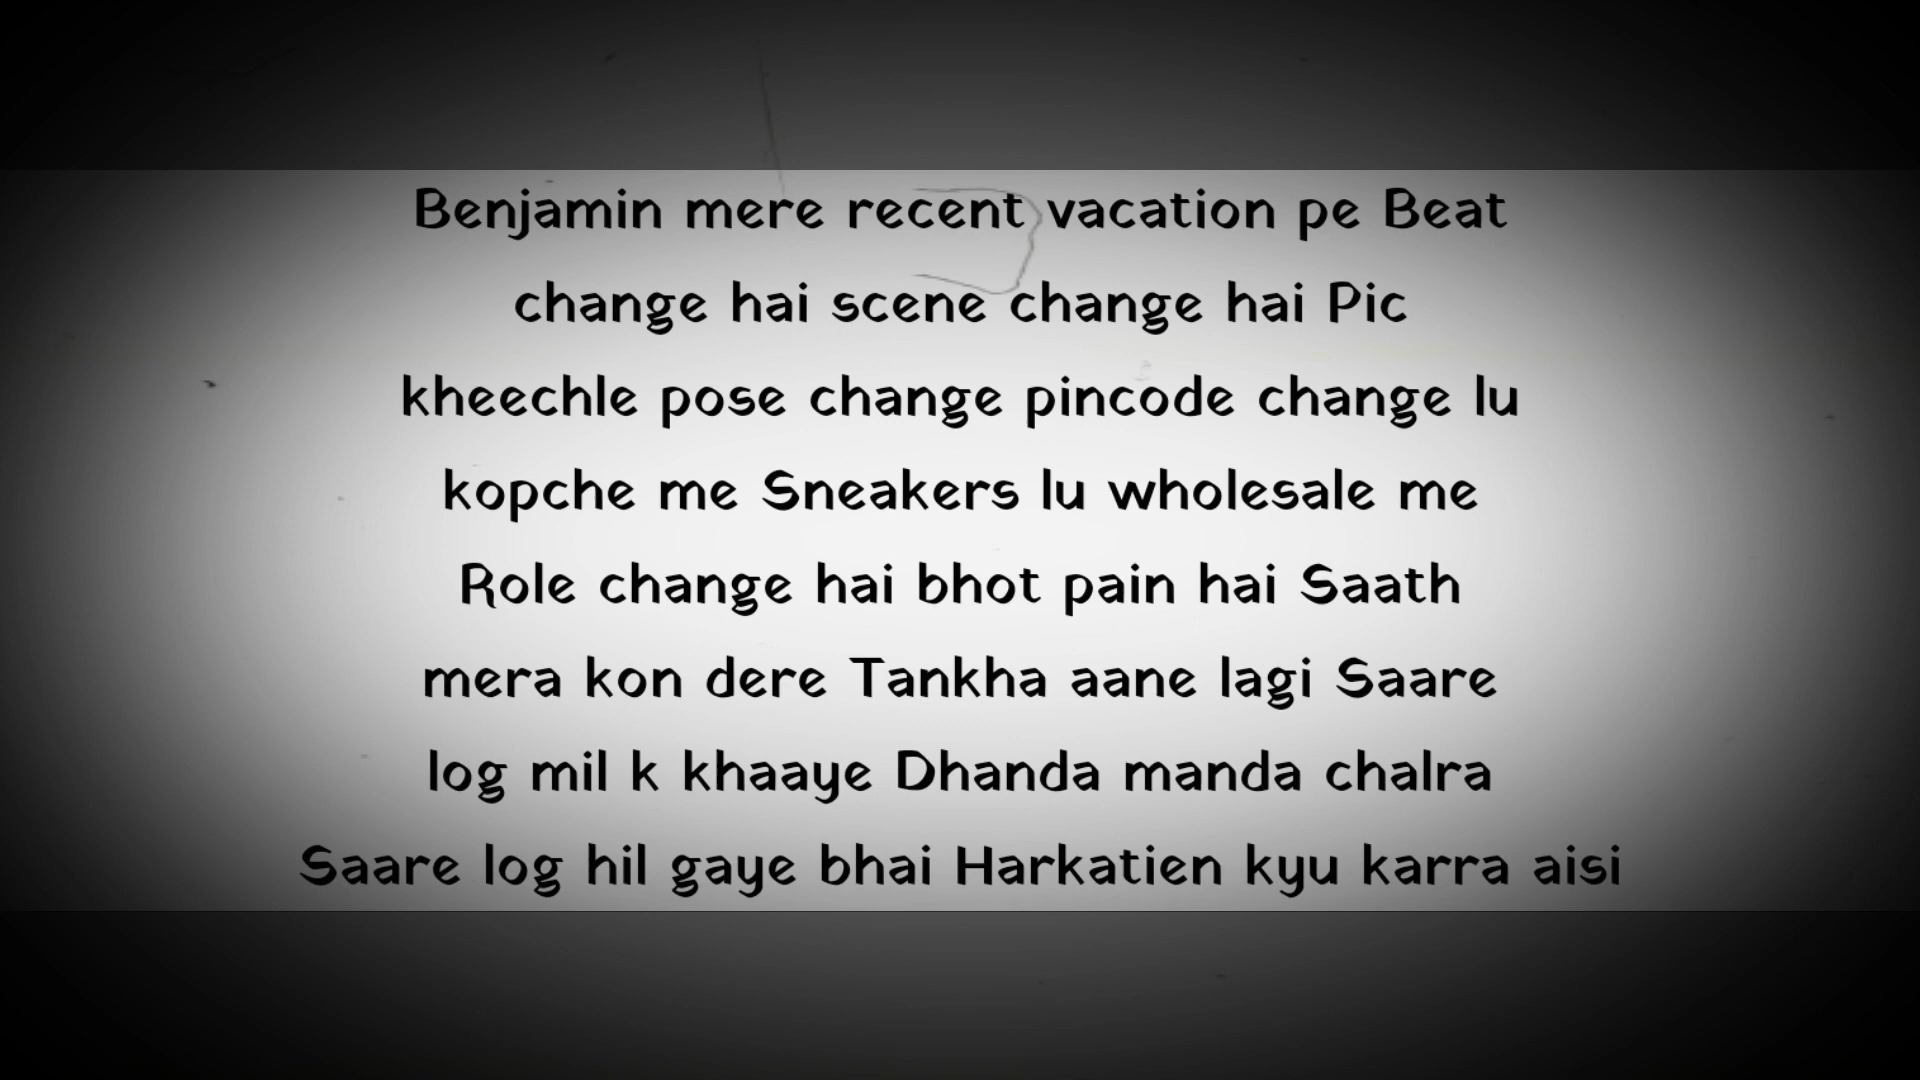 Benjamin mere recent vacation pe Beat
change hai scene change hai Pic
kheechle pose change pincode change lu
kopche me Sneakers lu wholesale me
Role change hai bhot pain hai Saath
mera kon dere Tankha aane lagi Saare
log mil k khaaye Dhanda manda chalra
Saare log hil gaye bhai Harkatien kyu karra aisi